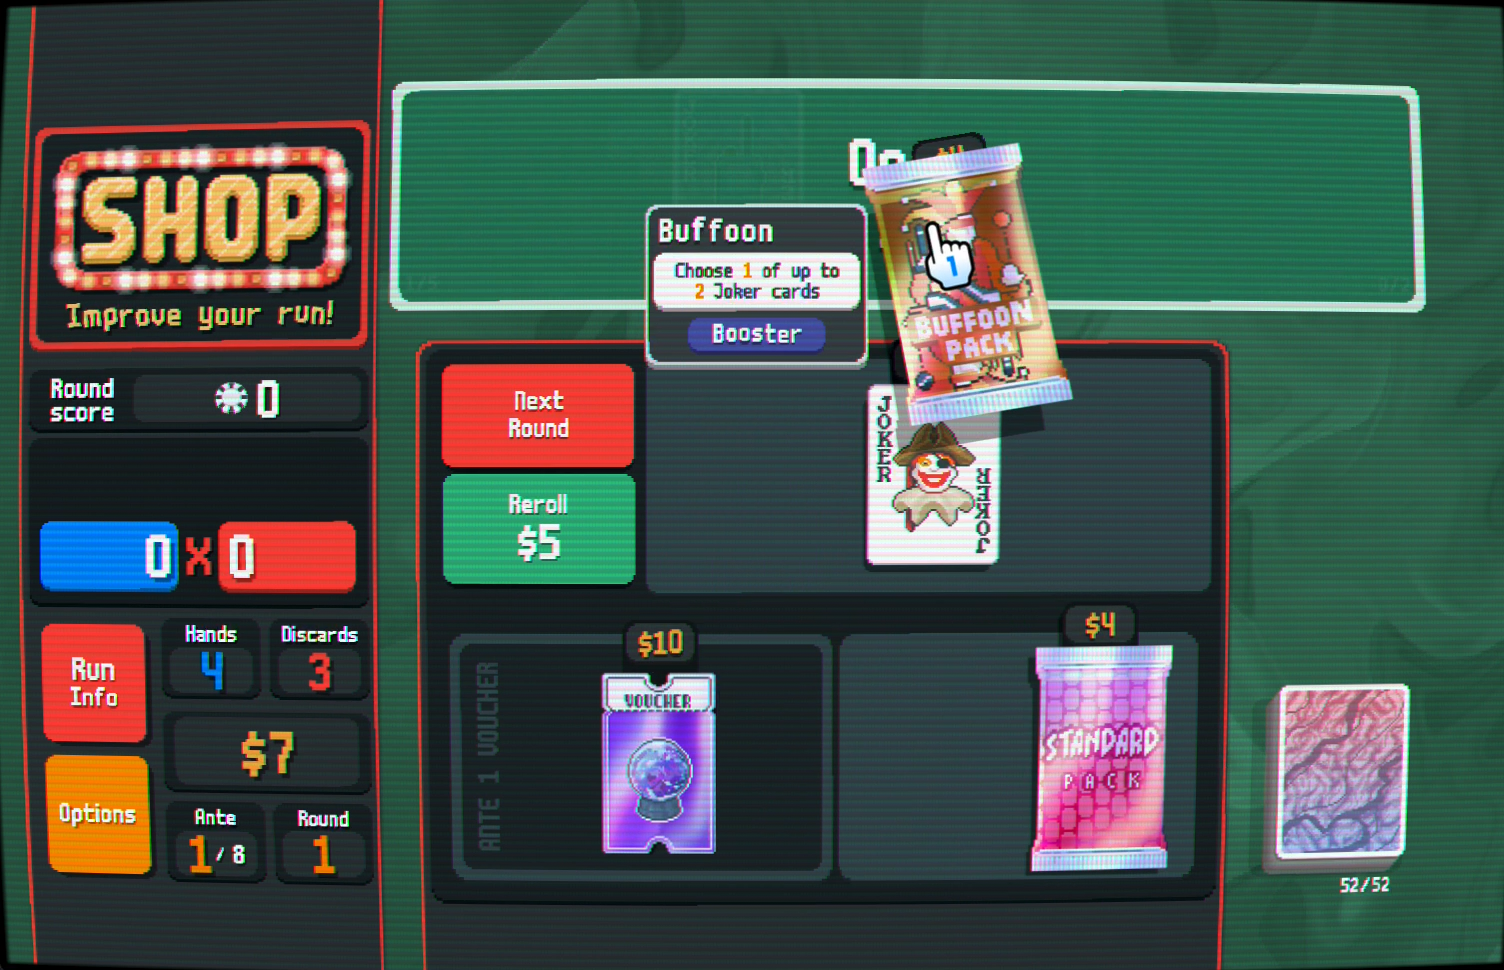 SHOP
Improve your run!
Round
score
0
0 X 0
Run
Info
Hands
4
Discards
3
$7
Options
Ante
1 / 8
Round
1
$4
Buffoon
Choose 1 of up to
2 Joker cards
Booster
1
BUFFOON
PACK
Next
Round
Reroll
$5
JOKER
JOKER
ANTE 1 VOUCHER
$10
VOUCHER
$4
STANDARD
PACK
52/52